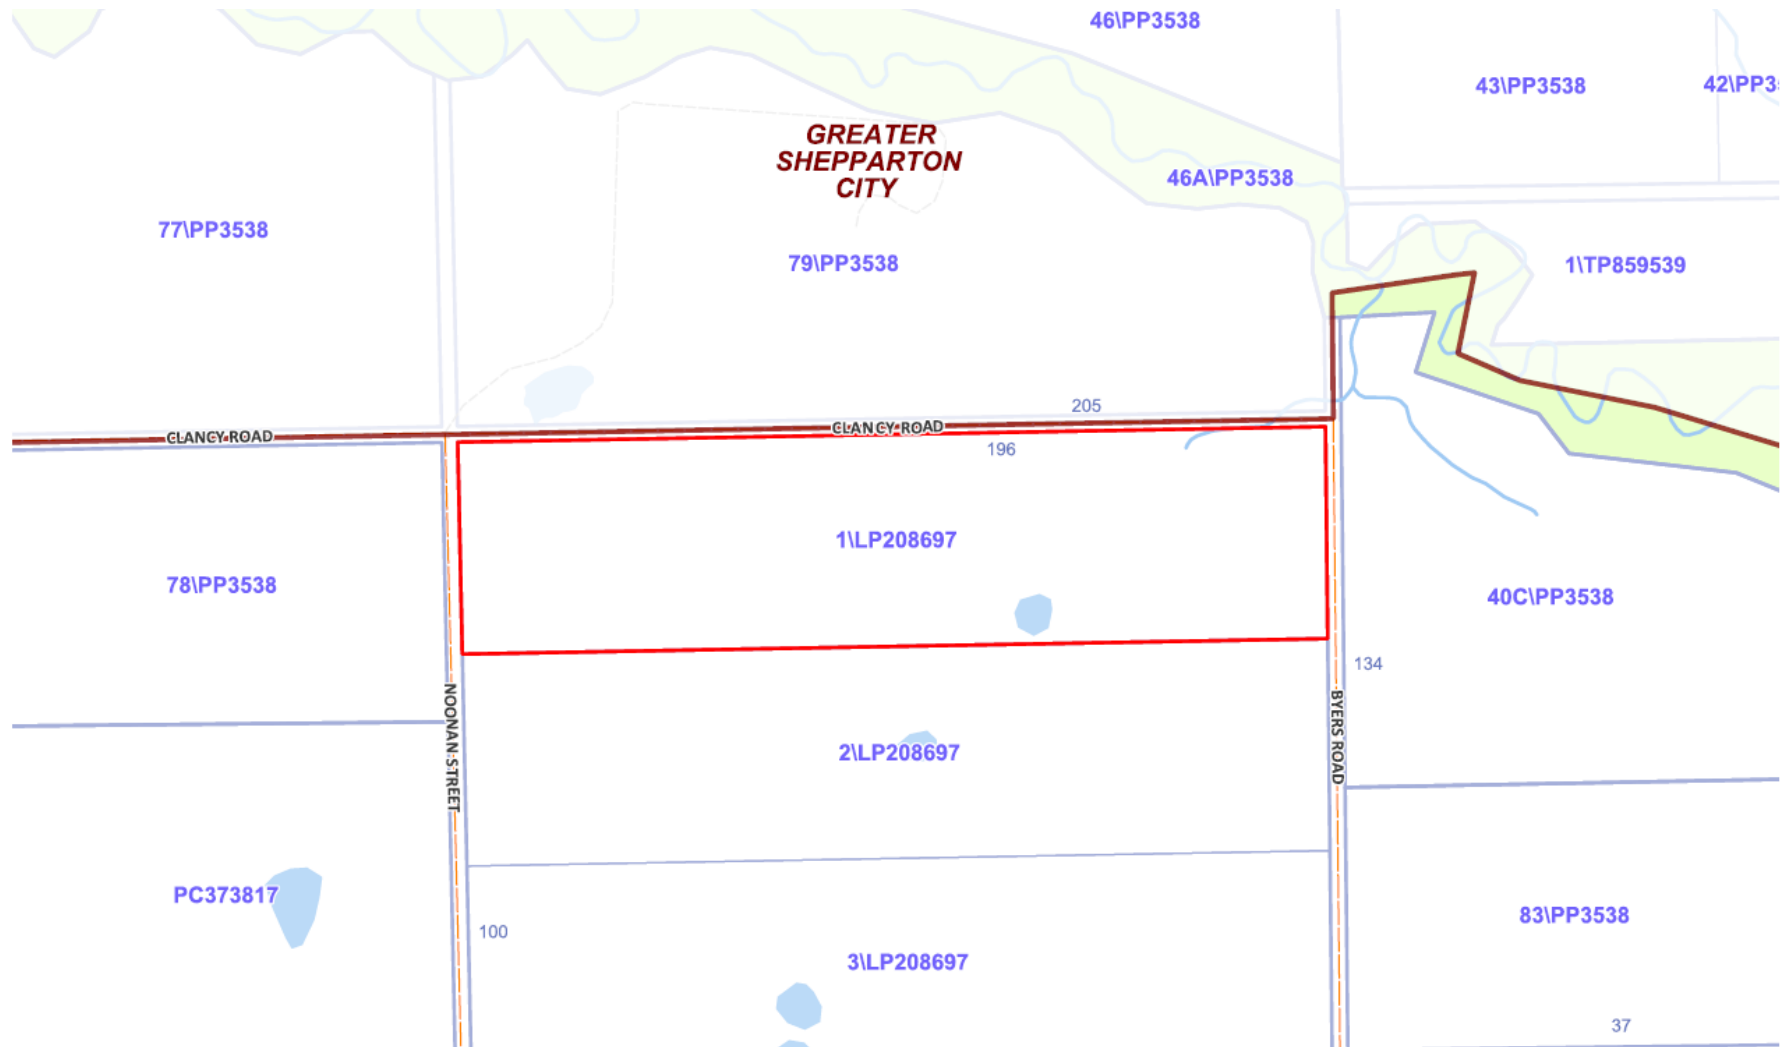 46\PP3538
43\PP3538
42\PP3
GREATER
SHEPPARTON
CITY
46A\PP3538
77\PP3538
79\PP3538
1\TP859539
205
CLANCY ROAD
CLANCY ROAD
196
1\LP208697
78\PP3538
40C\PP3538
134
NOONAN STREET
BYERS ROAD
2\LP208697
PC373817
83\PP3538
100
3\LP208697
37